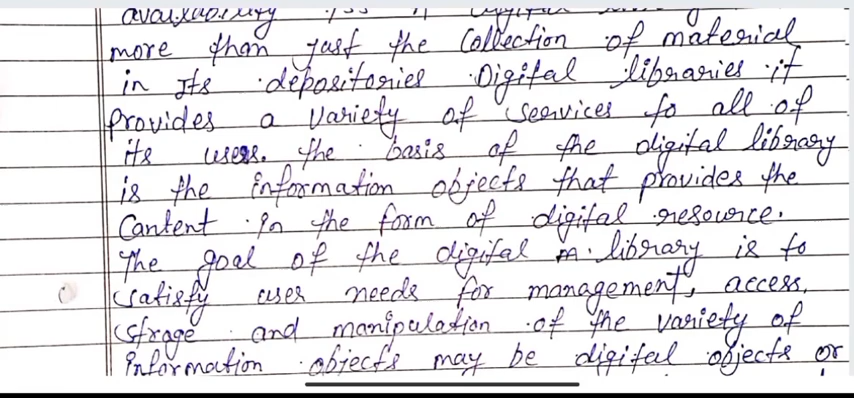 availability
more than just the Collection of material
in Its depositories Digital libraries it
Provides a Variety of services to all of
its users. the basis of the digital library
is the information objects that provides the
Content In the form of digital resource.
The goal of the digital library is to
satisfy user needs for management, access,
strage and manipulation of the variety of
Information objects may be digital objects or